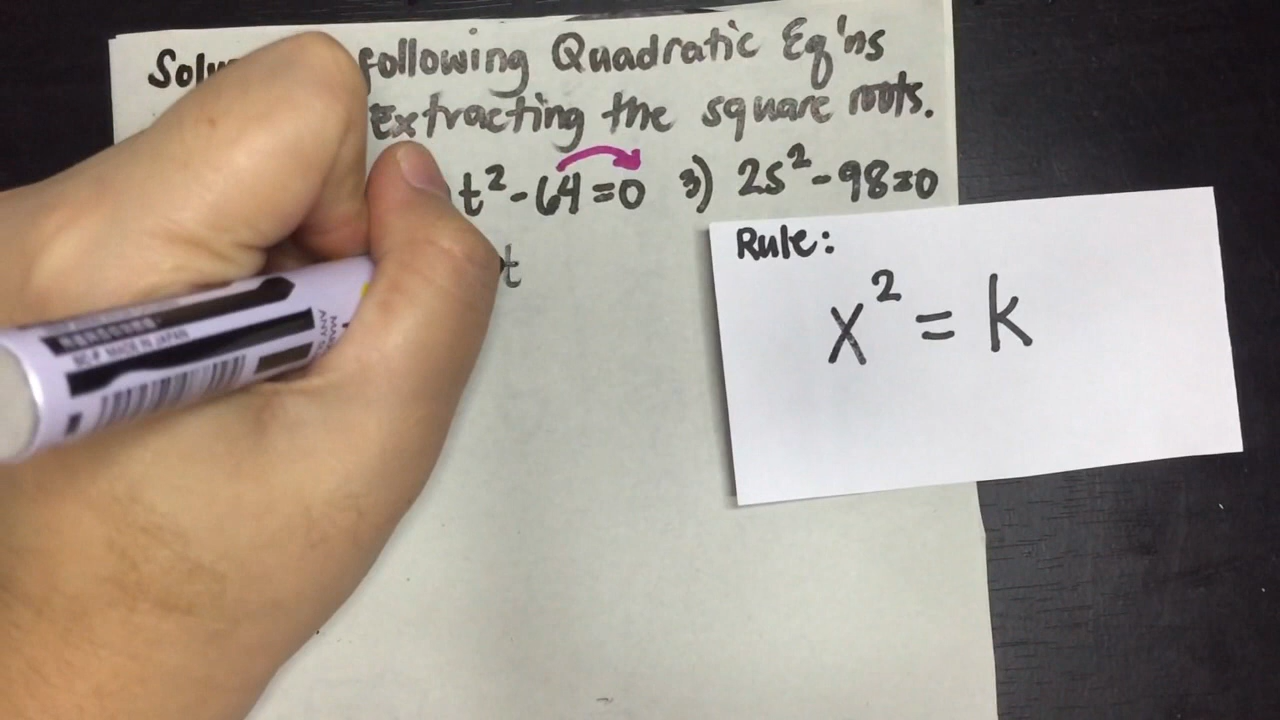 following Quadratic Eq'ns
Extracting the square roots.
t²-64=0 3) 2s²-98=0
t
Rule:
x² = k
MADE IN JAPAN